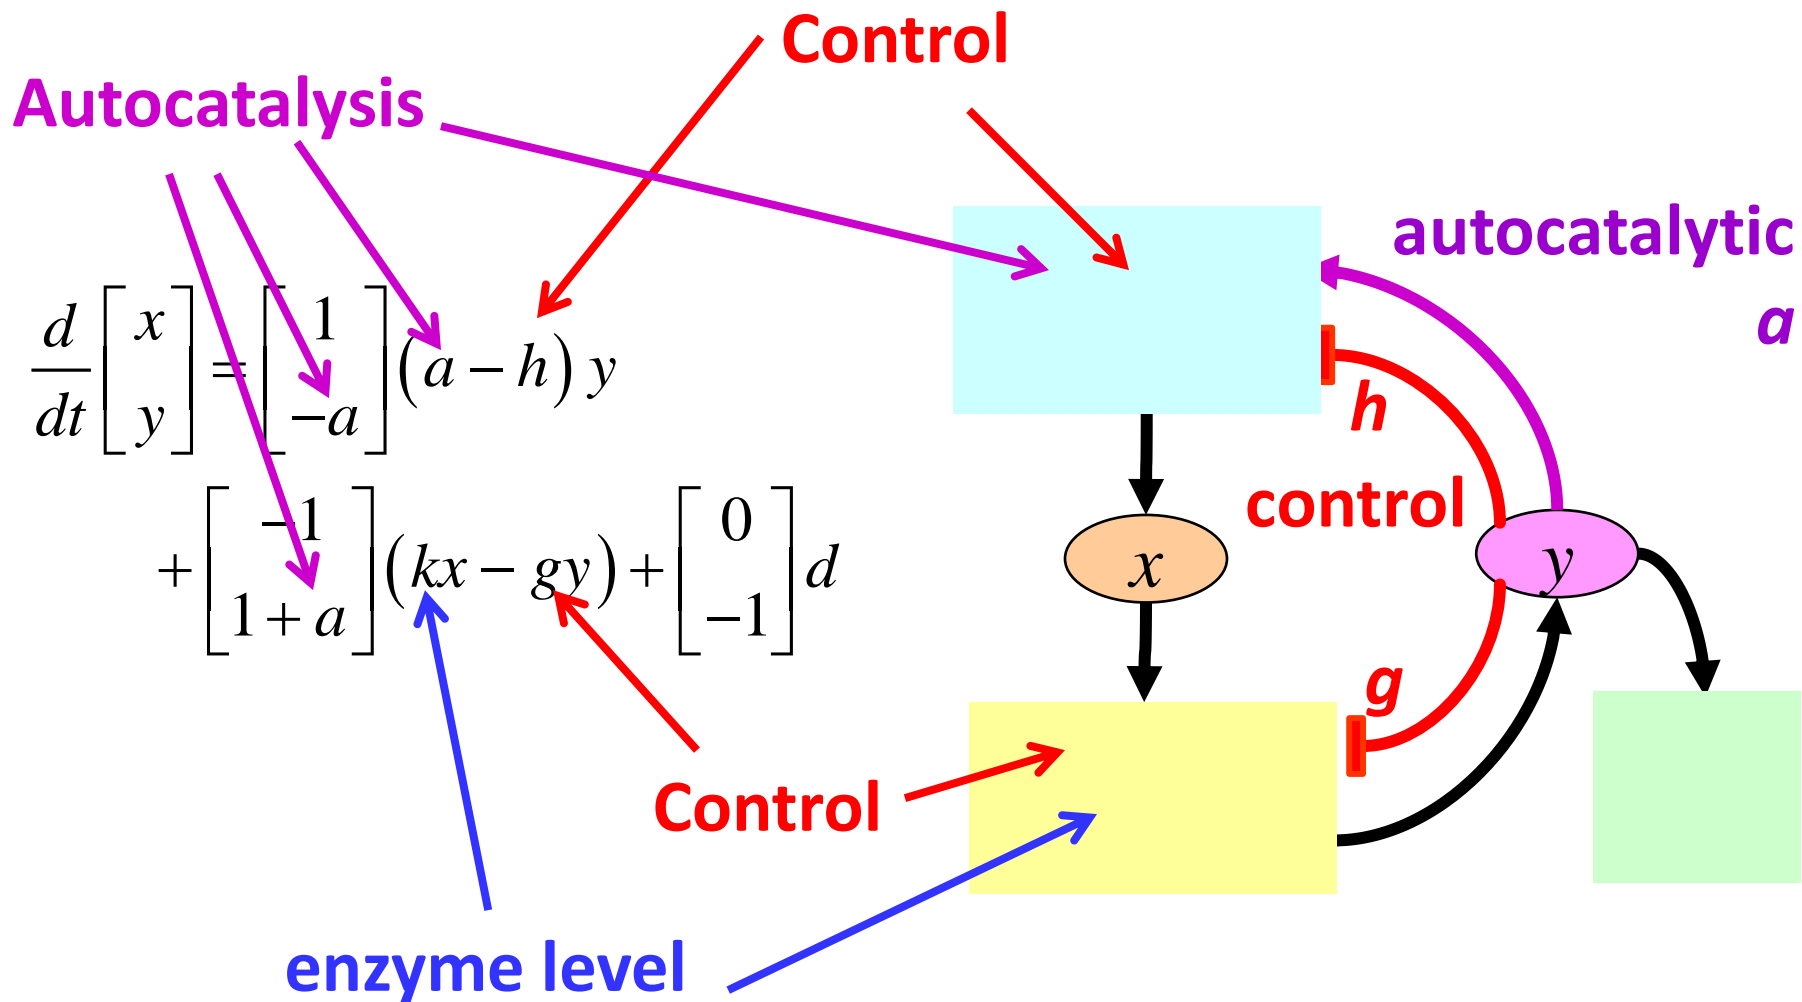 Control
Autocatalysis
autocatalytic
a
d/dt [x y] = [1 −a] (a − h) y
h
control
+ [−1 1 + a] (kx − gy) + [0 −1] d
x
y
g
Control
enzyme level